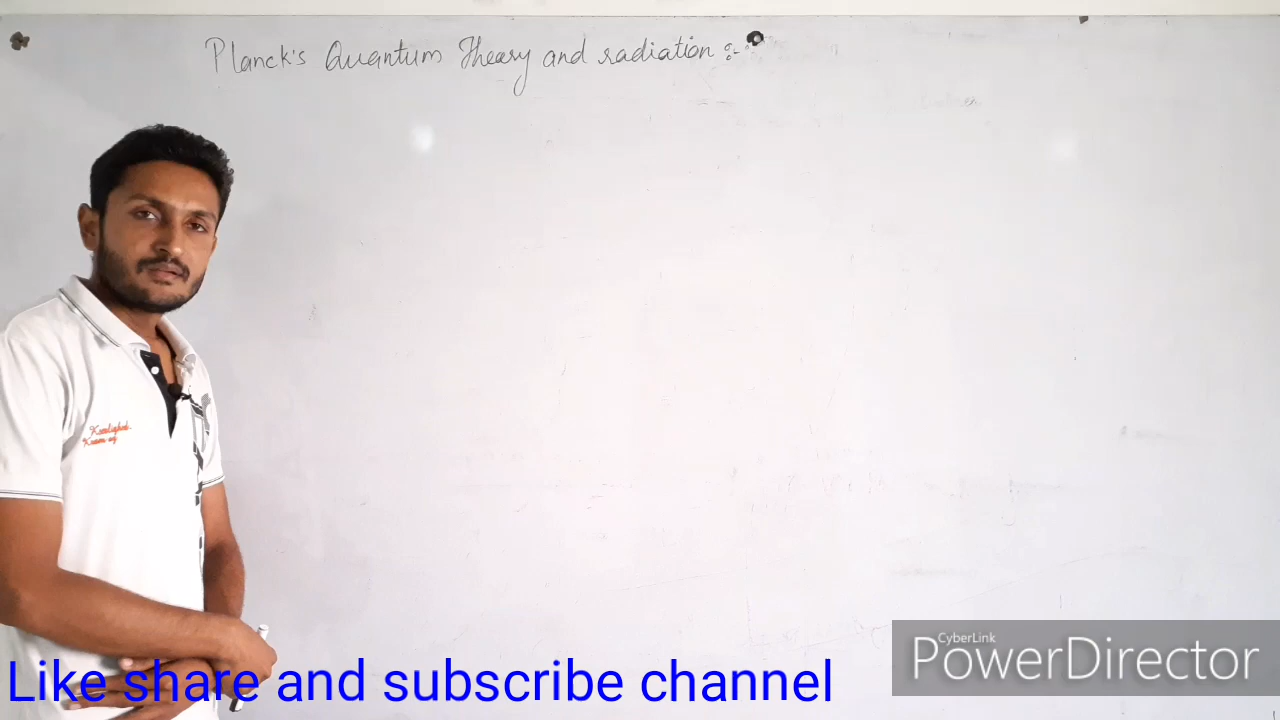 Planck's Quantum Theory and radiation :-
CyberLink
PowerDirector
Like share and subscribe channel